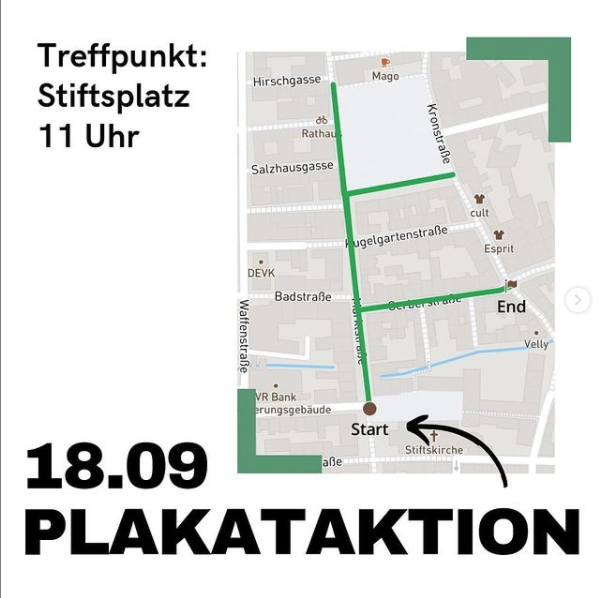 Treffpunkt:
Stiftsplatz
11 Uhr
Hirschgasse
Mago
Rathau
Kronstraße
Salzhausgasse
cult
Kugelgartenstraße
Esprit
DEVK
Badstraße
Gerberstraße
End
Marktstraße
Waffenstraße
Velly
VR Bank
erungsgebäude
Start
Stiftskirche
aße
18.09
PLAKATAKTION